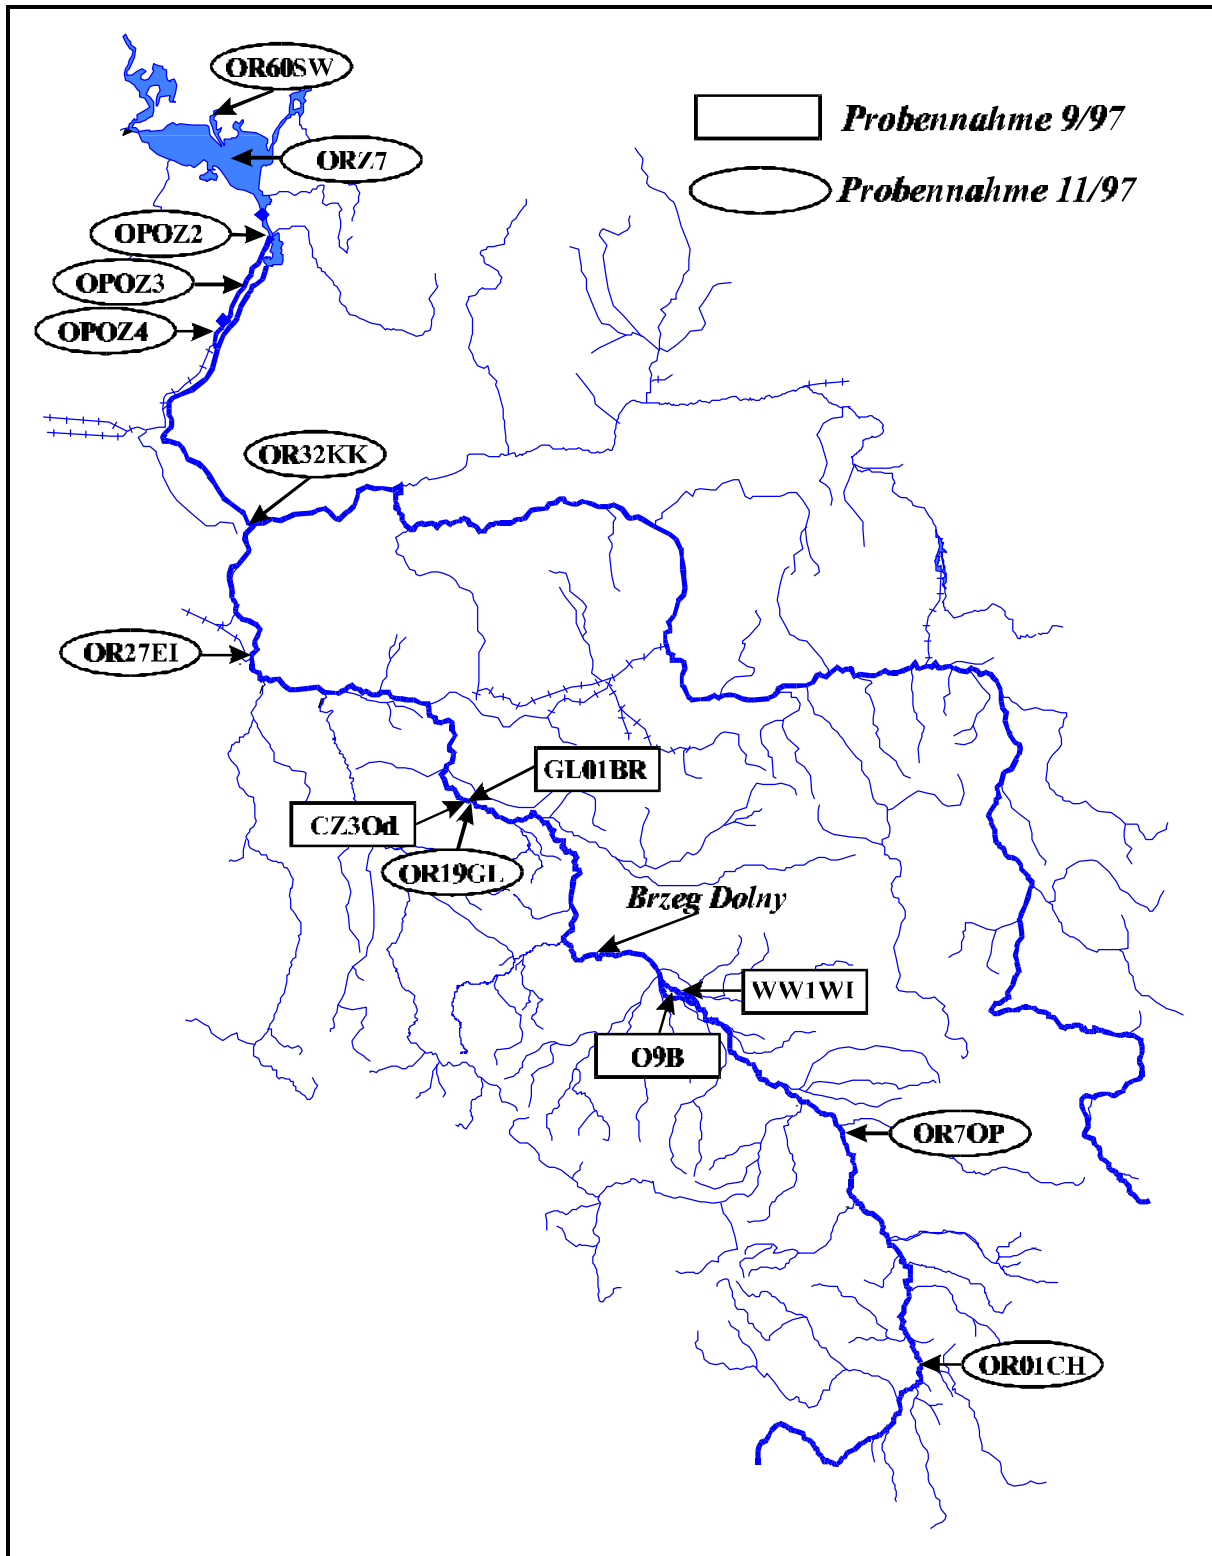 OR60SW
Probennahme 9/97
ORZ7
Probennahme 11/97
OPOZ2
OPOZ3
OPOZ4
OR32KK
OR27EI
GL01BR
CZ3Od
OR19GL
Brzeg Dolny
WW1WI
O9B
OR7OP
OR01CH